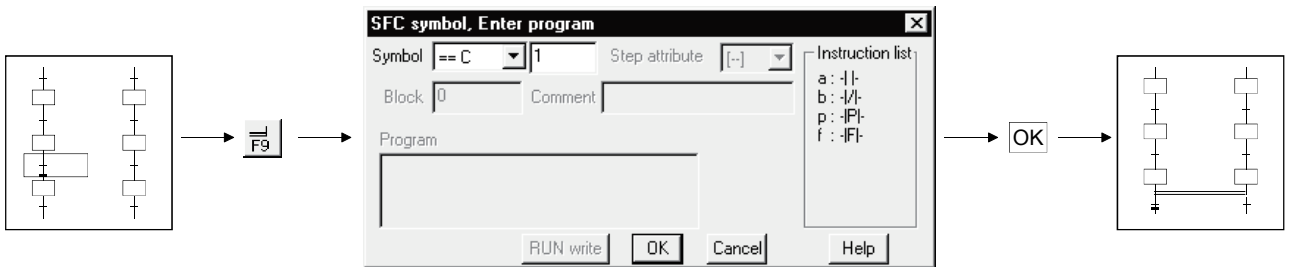 F9
SFC symbol, Enter program
Symbol == C 1 Step attribute [--]
Block 0 Comment
Program
Instruction list
a : -| |-
b : -|/|-
p : -|P|-
f : -|F|-
RUN write OK Cancel Help
OK